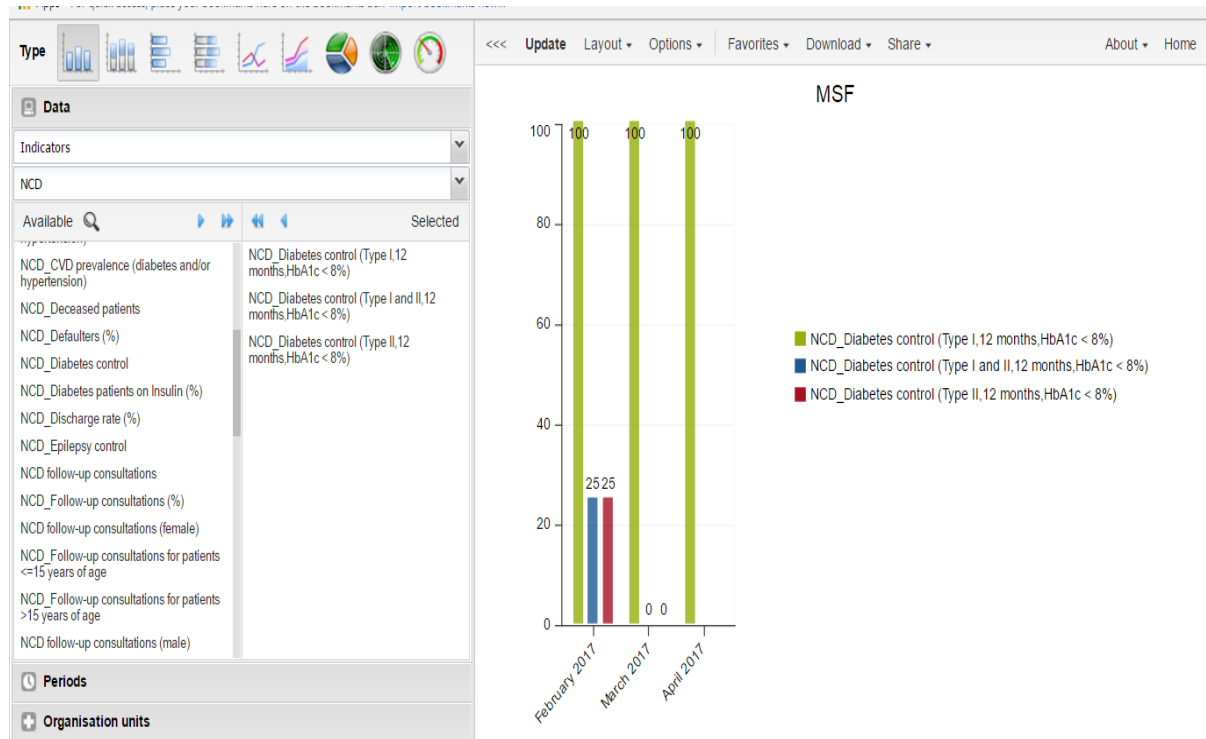 Type
<<< Update Layout Options Favorites Download Share About Home
Data
Indicators
NCD
Available Selected
hypertension)
NCD_CVD prevalence (diabetes and/or
hypertension)
NCD_Deceased patients
NCD_Defaulters (%)
NCD_Diabetes control
NCD_Diabetes patients on Insulin (%)
NCD_Discharge rate (%)
NCD_Epilepsy control
NCD follow-up consultations
NCD_Follow-up consultations (%)
NCD follow-up consultations (female)
NCD_Follow-up consultations for patients
<=15 years of age
NCD_Follow-up consultations for patients
>15 years of age
NCD follow-up consultations (male)
NCD_Diabetes control (Type I,12
months,HbA1c < 8%)
NCD_Diabetes control (Type I and II,12
months,HbA1c < 8%)
NCD_Diabetes control (Type II,12
months,HbA1c < 8%)
Periods
Organisation units
MSF
100
80
60
40
20
0
100 100 100
25 25
0 0
February 2017
March 2017
April 2017
NCD_Diabetes control (Type I,12 months,HbA1c < 8%)
NCD_Diabetes control (Type I and II,12 months,HbA1c < 8%)
NCD_Diabetes control (Type II,12 months,HbA1c < 8%)